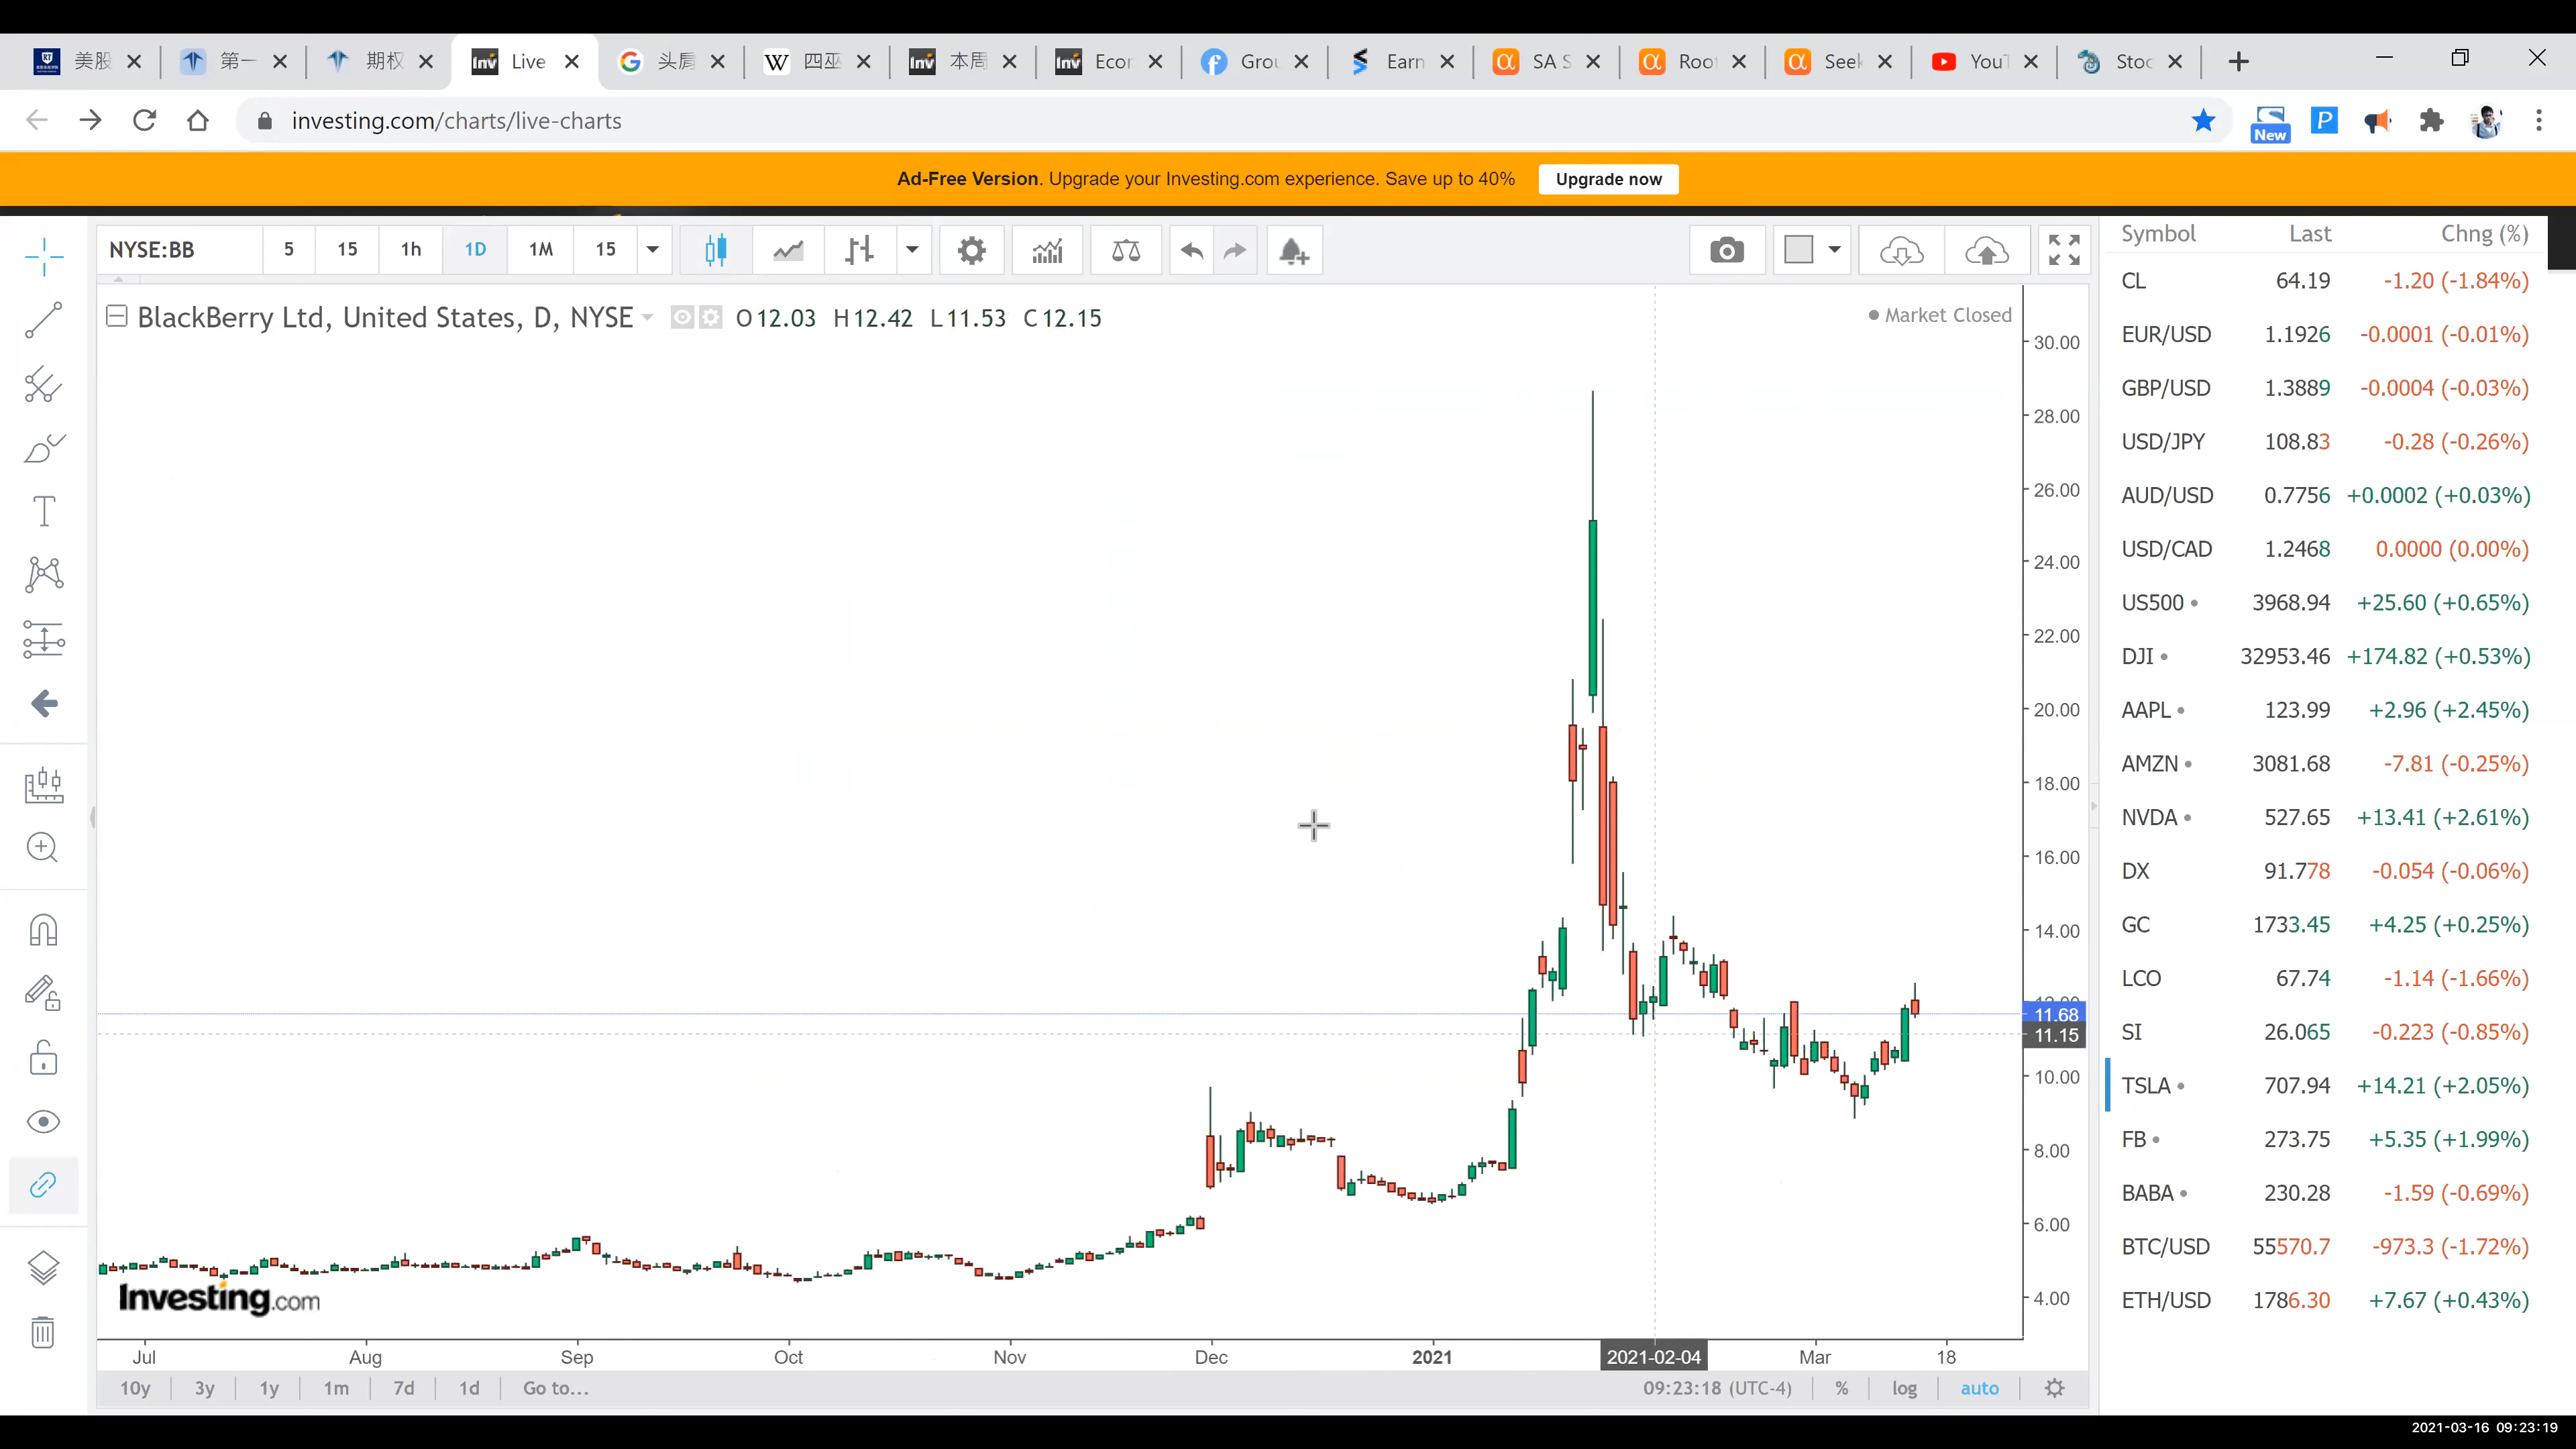 美股
第一
期权
Live
头肩
四巫
本周
Econ
Grou
Earn
SA S
Root
Seek
YouT
Stoc
investing.com/charts/live-charts
New
Ad-Free Version. Upgrade your Investing.com experience. Save up to 40%
Upgrade now
NYSE:BB 5 15 1h 1D 1M 15
BlackBerry Ltd, United States, D, NYSE O12.03 H12.42 L11.53 C12.15
Market Closed
30.00
28.00
26.00
24.00
22.00
20.00
18.00
16.00
14.00
12.00
11.68
11.15
10.00
8.00
6.00
4.00
Investing.com
Jul Aug Sep Oct Nov Dec 2021 2021-02-04 Mar 18
10y 3y 1y 1m 7d 1d Go to... 09:23:18 (UTC-4) % log auto
Symbol Last Chng (%)
CL 64.19 -1.20 (-1.84%)
EUR/USD 1.1926 -0.0001 (-0.01%)
GBP/USD 1.3889 -0.0004 (-0.03%)
USD/JPY 108.83 -0.28 (-0.26%)
AUD/USD 0.7756 +0.0002 (+0.03%)
USD/CAD 1.2468 0.0000 (0.00%)
US500 3968.94 +25.60 (+0.65%)
DJI 32953.46 +174.82 (+0.53%)
AAPL 123.99 +2.96 (+2.45%)
AMZN 3081.68 -7.81 (-0.25%)
NVDA 527.65 +13.41 (+2.61%)
DX 91.778 -0.054 (-0.06%)
GC 1733.45 +4.25 (+0.25%)
LCO 67.74 -1.14 (-1.66%)
SI 26.065 -0.223 (-0.85%)
TSLA 707.94 +14.21 (+2.05%)
FB 273.75 +5.35 (+1.99%)
BABA 230.28 -1.59 (-0.69%)
BTC/USD 55570.7 -973.3 (-1.72%)
ETH/USD 1786.30 +7.67 (+0.43%)
2021-03-16 09:23:19